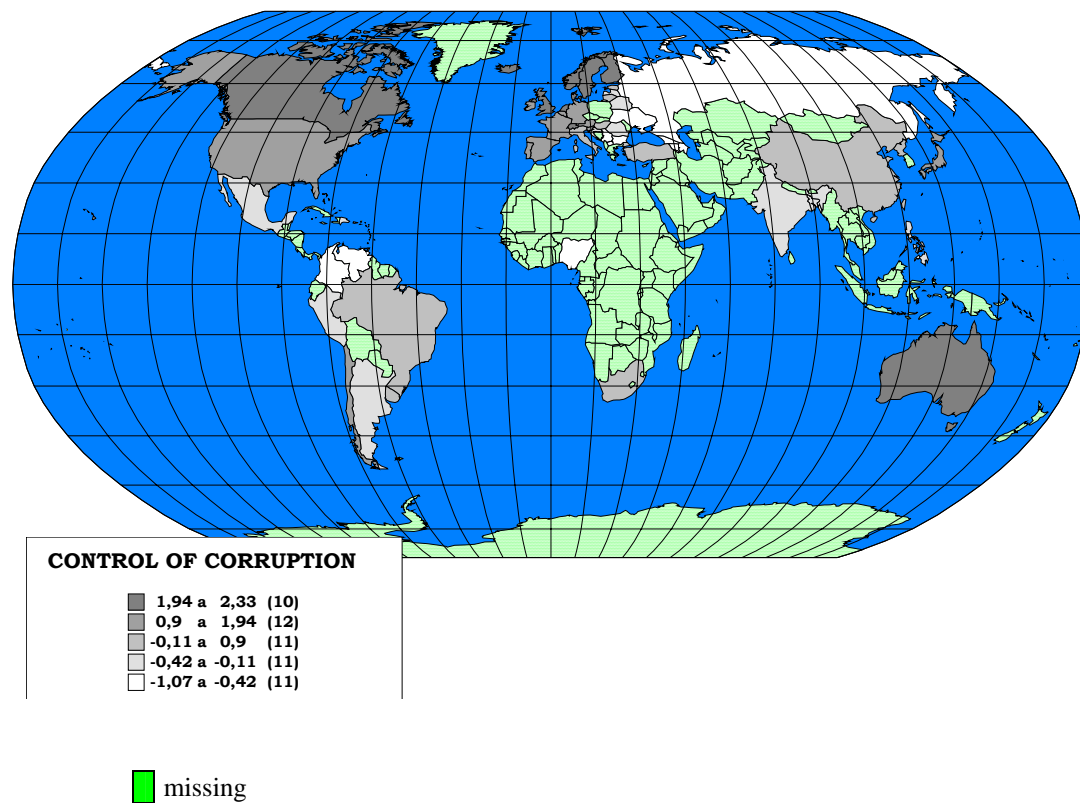 CONTROL OF CORRUPTION
1,94 a 2,33 (10)
0,9 a 1,94 (12)
-0,11 a 0,9 (11)
-0,42 a -0,11 (11)
-1,07 a -0,42 (11)
missing